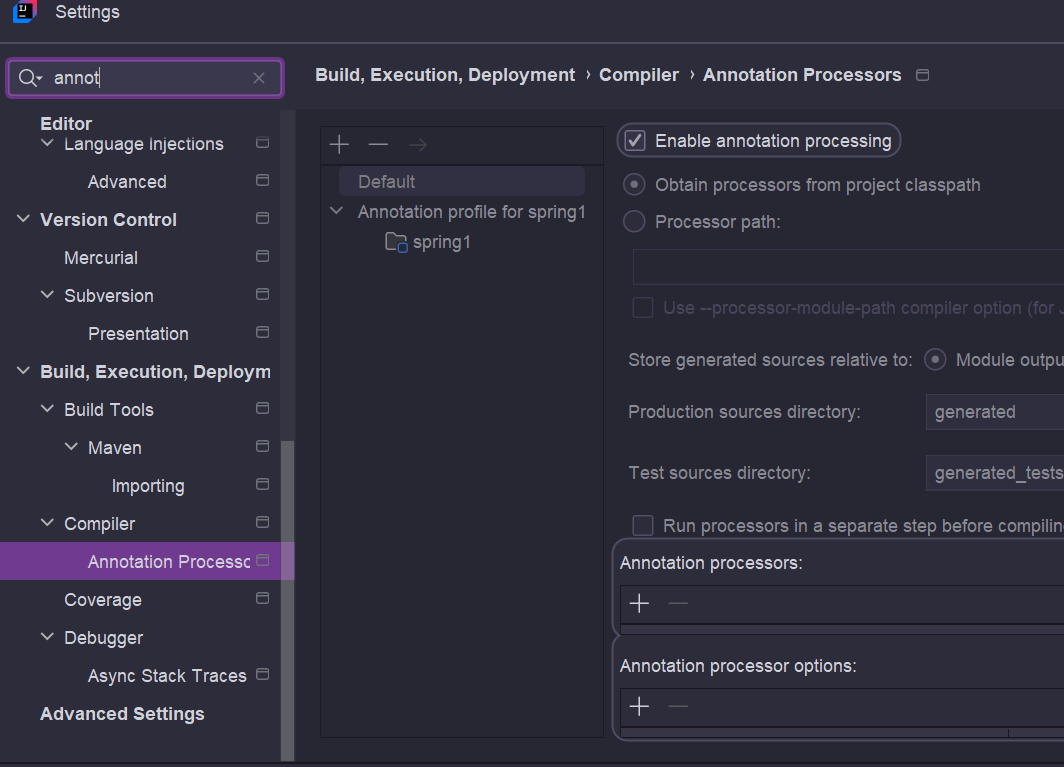 Settings
annot
Editor
Language Injections
Advanced
Version Control
Mercurial
Subversion
Presentation
Build, Execution, Deploym
Build Tools
Maven
Importing
Compiler
Annotation Processo
Coverage
Debugger
Async Stack Traces
Advanced Settings
Build, Execution, Deployment › Compiler › Annotation Processors
Default
Annotation profile for spring1
spring1
Enable annotation processing
Obtain processors from project classpath
Processor path:
Use --processor-module-path compiler option (for J
Store generated sources relative to: Module outpu
Production sources directory: generated
Test sources directory: generated_tests
Run processors in a separate step before compilin
Annotation processors:
Annotation processor options: